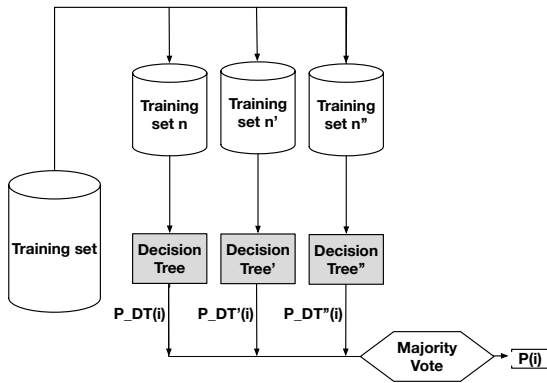 Training
set n
Training
set n'
Training
set n"
Training set
Decision
Tree
Decision
Tree'
Decision
Tree"
P_DT(i)
P_DT'(i)
P_DT"(i)
Majority
Vote
P(i)